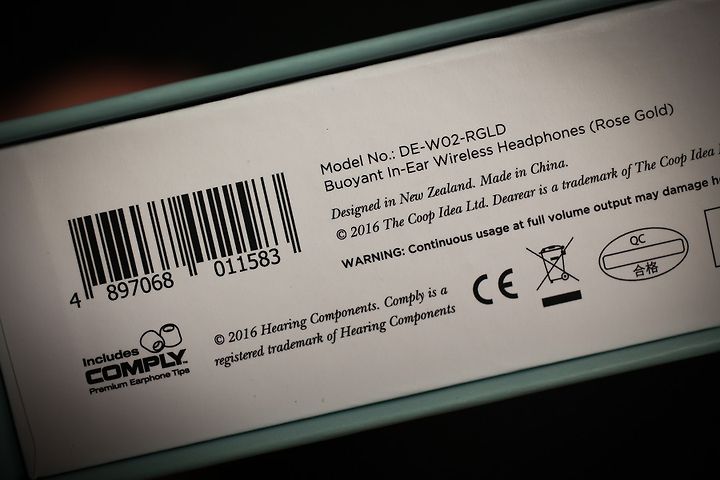 Model No.: DE-W02-RGLD
Buoyant In-Ear Wireless Headphones (Rose Gold)
Designed in New Zealand. Made in China.
© 2016 The Coop Idea Ltd. Dearear is a trademark of The Coop Idea
WARNING: Continuous usage at full volume output may damage
4 897068 011583
CE
QC
合格
Includes
COMPLY™
Premium Earphone Tips
© 2016 Hearing Components. Comply is a
registered trademark of Hearing Components